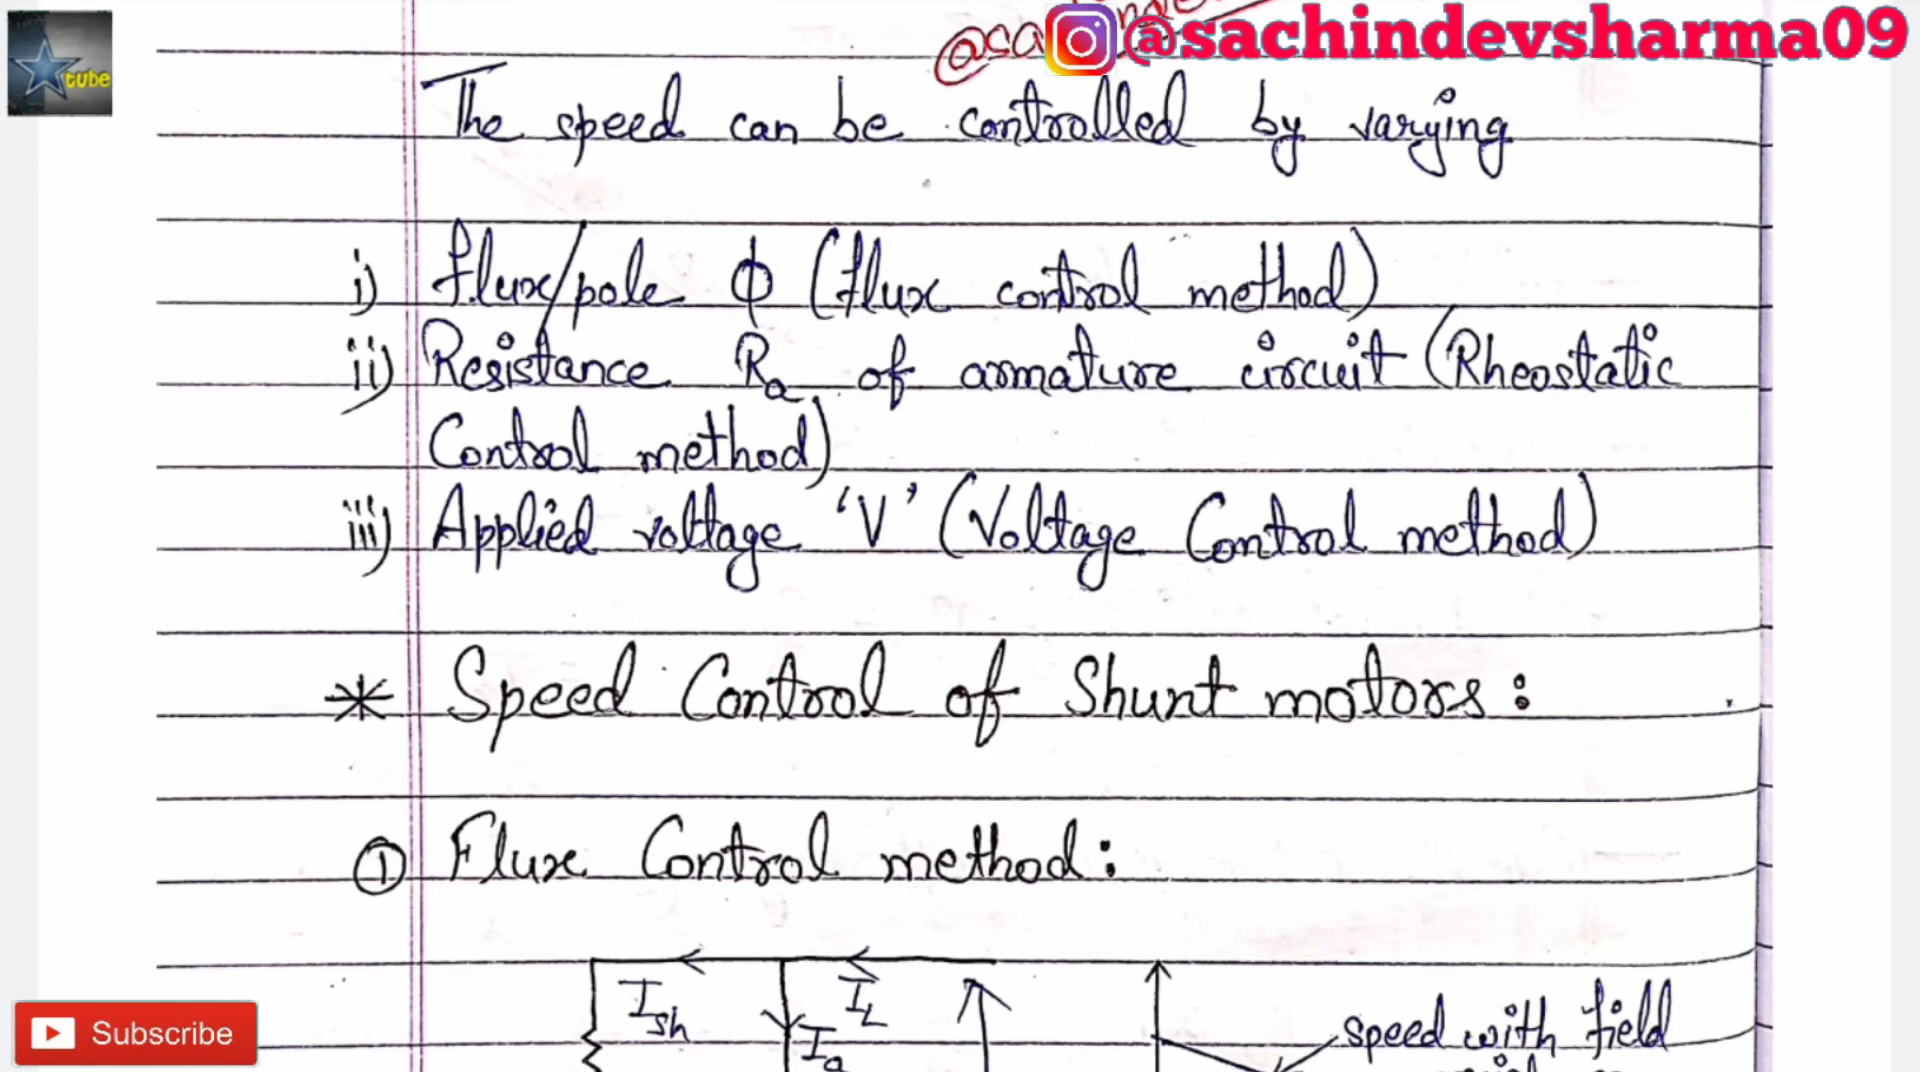 @sachindevsharma09
tube
The speed can be controlled by varying
i) flux/pole ϕ (flux control method)
ii) Resistance Ra of armature circuit (Rheostatic
Control method)
iii) Applied voltage 'V' (Voltage Control method)
* Speed Control of Shunt motors:
① Flux Control method:
Ish
IL
Ia
speed with field
Subscribe